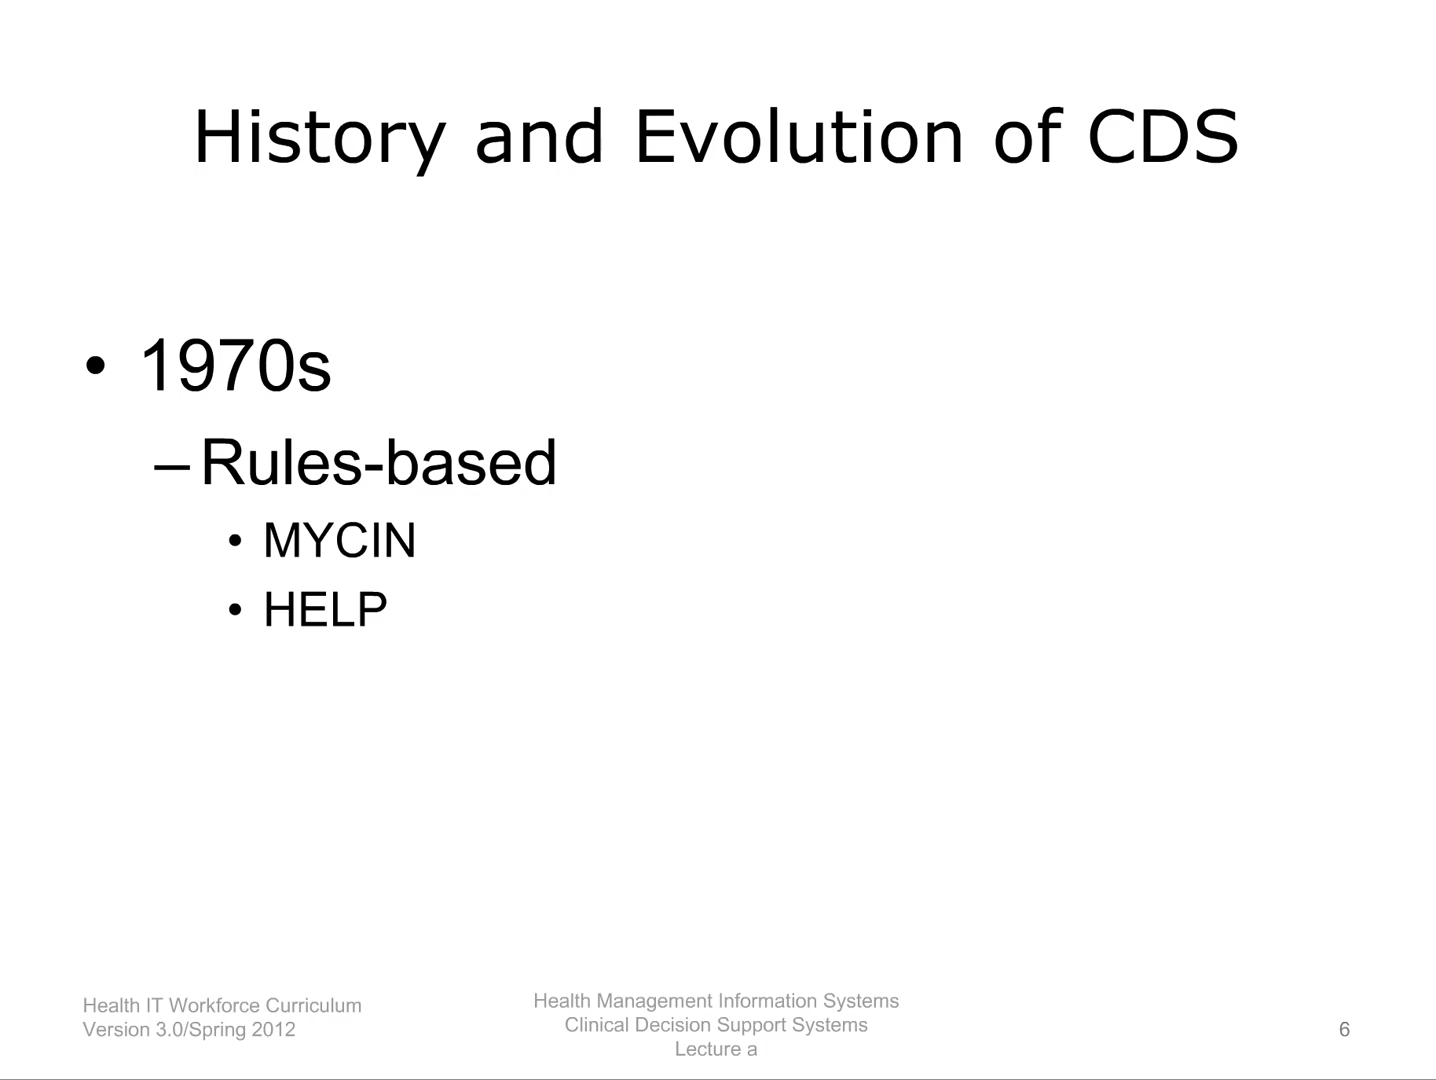 History and Evolution of CDS
• 1970s
– Rules-based
• MYCIN
• HELP
Health IT Workforce Curriculum
Version 3.0/Spring 2012
Health Management Information Systems
Clinical Decision Support Systems
Lecture a
6